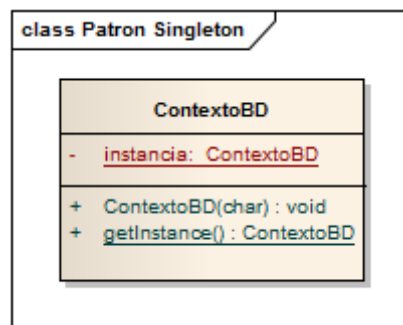 class Patron Singleton
ContextoBD
- instancia: ContextoBD
+ ContextoBD(char) : void
+ getInstance() : ContextoBD